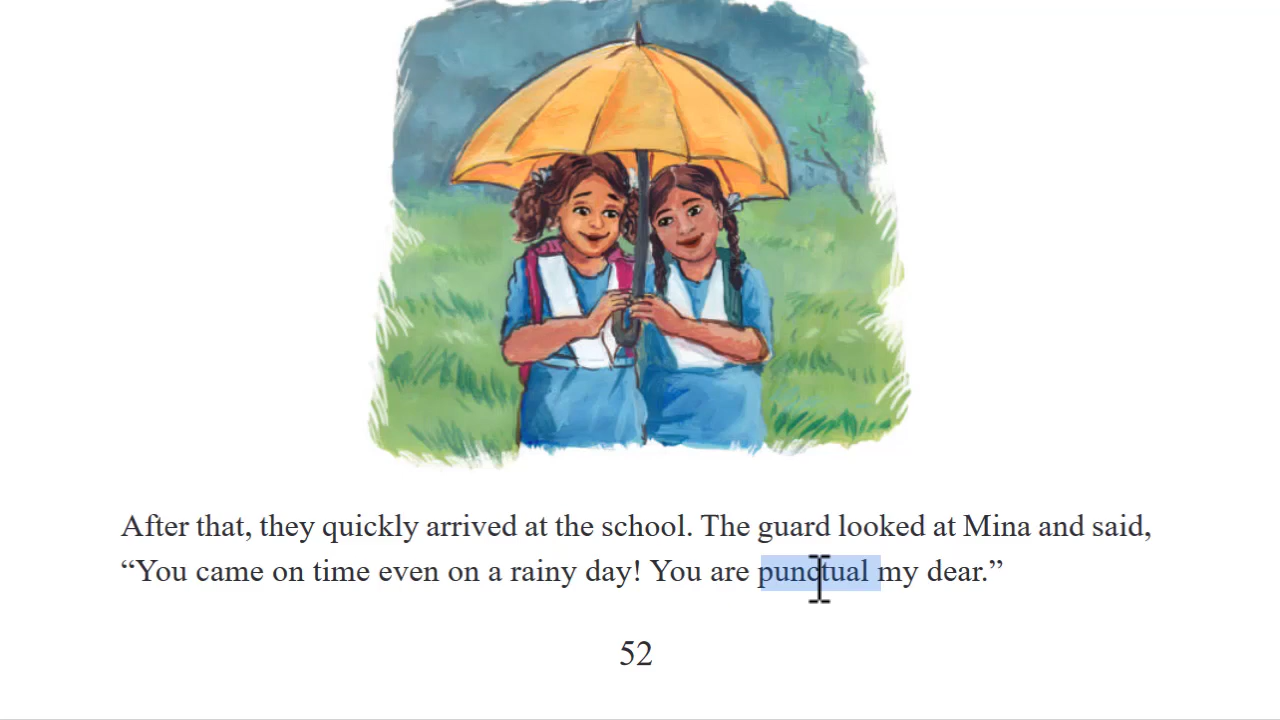 After that, they quickly arrived at the school. The guard looked at Mina and said,
“You came on time even on a rainy day! You are punctual my dear.”
52